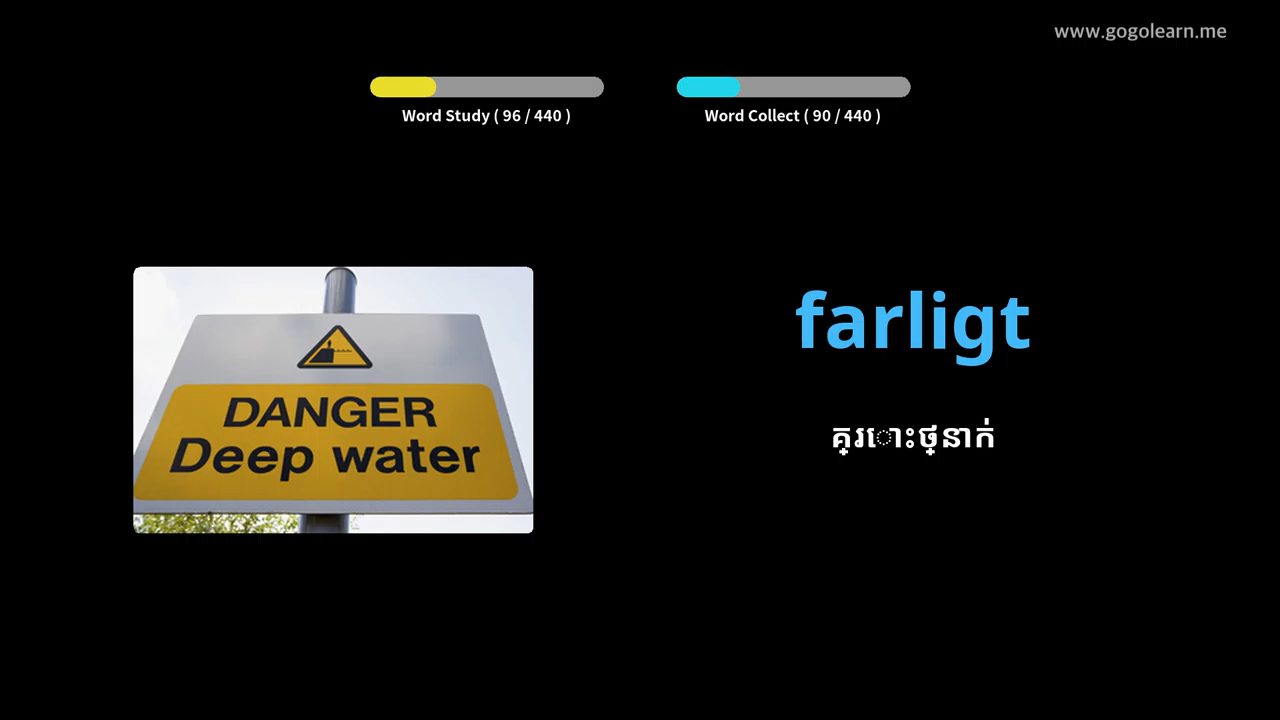 www.gogolearn.me
Word Study ( 96 / 440 )
Word Collect ( 90 / 440 )
DANGER
Deep water
farligt
គ្រោះថ្នាក់